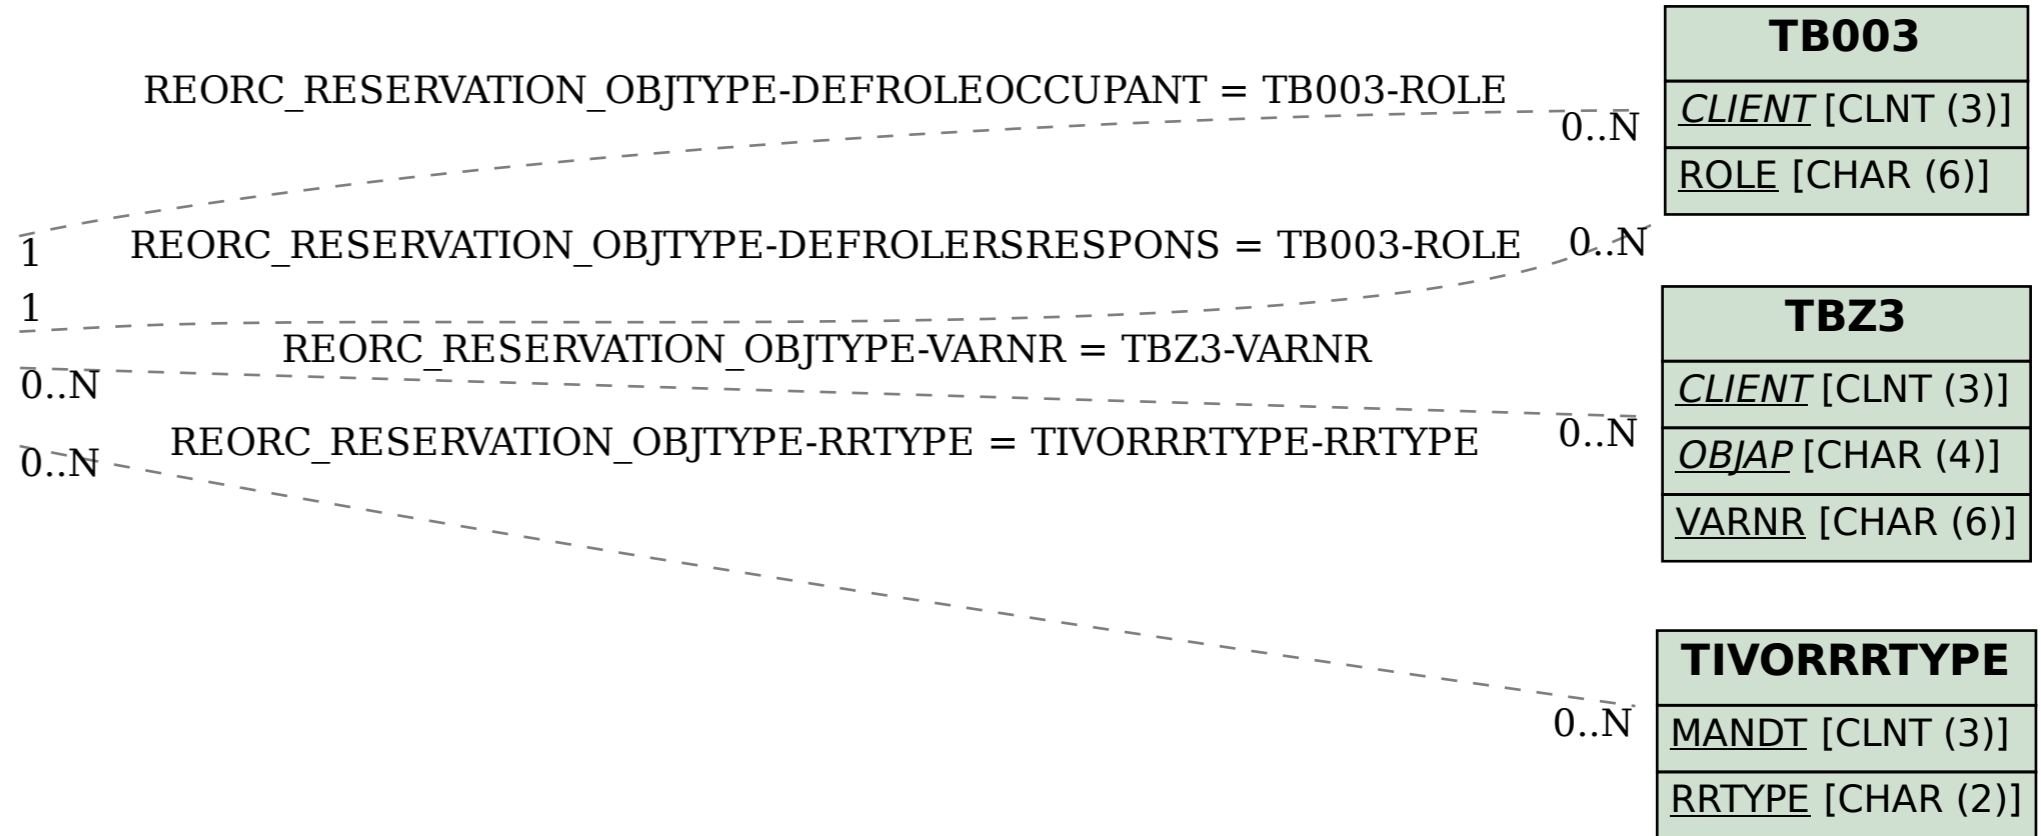 TB003
CLIENT [CLNT (3)]
ROLE [CHAR (6)]
REORC_RESERVATION_OBJTYPE-DEFROLEOCCUPANT = TB003-ROLE
0..N
1
REORC_RESERVATION_OBJTYPE-DEFROLERSRESPONS = TB003-ROLE
0..N
1
REORC_RESERVATION_OBJTYPE-VARNR = TBZ3-VARNR
0..N
0..N
REORC_RESERVATION_OBJTYPE-RRTYPE = TIVORRRTYPE-RRTYPE
0..N
0..N
TBZ3
CLIENT [CLNT (3)]
OBJAP [CHAR (4)]
VARNR [CHAR (6)]
TIVORRRTYPE
MANDT [CLNT (3)]
RRTYPE [CHAR (2)]